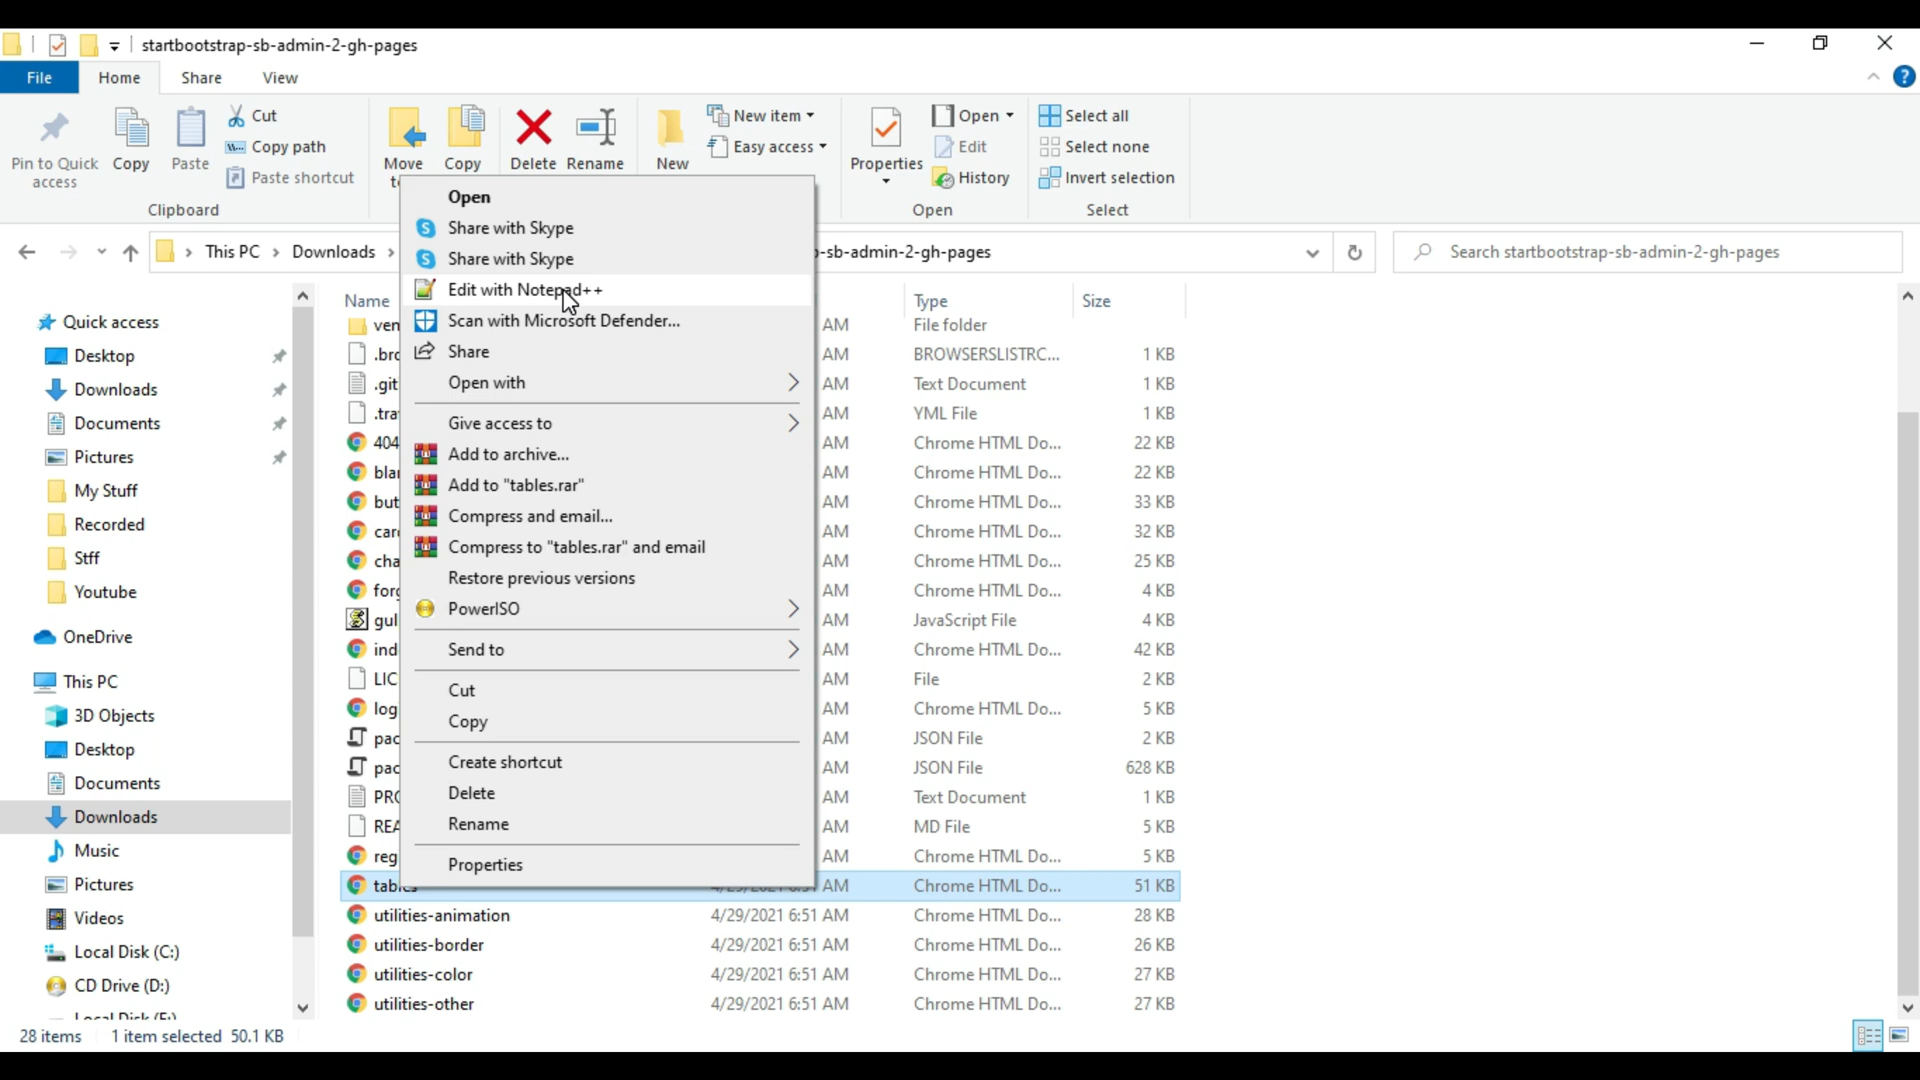 startbootstrap-sb-admin-2-gh-pages
File Home Share View
Pin to Quick access
Copy
Paste
Cut
Copy path
Paste shortcut
Clipboard
Move
Copy
Delete
Rename
New
New item
Easy access
Properties
Open
Edit
History
Open
Select all
Select none
Invert selection
Select
This PC > Downloads >
-sb-admin-2-gh-pages
Search startbootstrap-sb-admin-2-gh-pages
Quick access
Desktop
Downloads
Documents
Pictures
My Stuff
Recorded
Stff
Youtube
OneDrive
This PC
3D Objects
Desktop
Documents
Downloads
Music
Pictures
Videos
Local Disk (C:)
CD Drive (D:)
Open
Share with Skype
Share with Skype
Edit with Notepad++
Scan with Microsoft Defender...
Share
Open with
Give access to
Add to archive...
Add to "tables.rar"
Compress and email...
Compress to "tables.rar" and email
Restore previous versions
PowerISO
Send to
Cut
Copy
Create shortcut
Delete
Rename
Properties
Name Type Size
ven AM File folder
.bro AM BROWSERSLISTRC... 1 KB
.git AM Text Document 1 KB
.tra AM YML File 1 KB
404 AM Chrome HTML Do... 22 KB
bla AM Chrome HTML Do... 22 KB
but AM Chrome HTML Do... 33 KB
car AM Chrome HTML Do... 32 KB
cha AM Chrome HTML Do... 25 KB
for AM Chrome HTML Do... 4 KB
gul AM JavaScript File 4 KB
ind AM Chrome HTML Do... 42 KB
LIC AM File 2 KB
log AM Chrome HTML Do... 5 KB
pac AM JSON File 2 KB
pac AM JSON File 628 KB
PRO AM Text Document 1 KB
REA AM MD File 5 KB
reg AM Chrome HTML Do... 5 KB
tables 4/29/2021 6:51 AM Chrome HTML Do... 51 KB
utilities-animation 4/29/2021 6:51 AM Chrome HTML Do... 28 KB
utilities-border 4/29/2021 6:51 AM Chrome HTML Do... 26 KB
utilities-color 4/29/2021 6:51 AM Chrome HTML Do... 27 KB
utilities-other 4/29/2021 6:51 AM Chrome HTML Do... 27 KB
28 items 1 item selected 50.1 KB